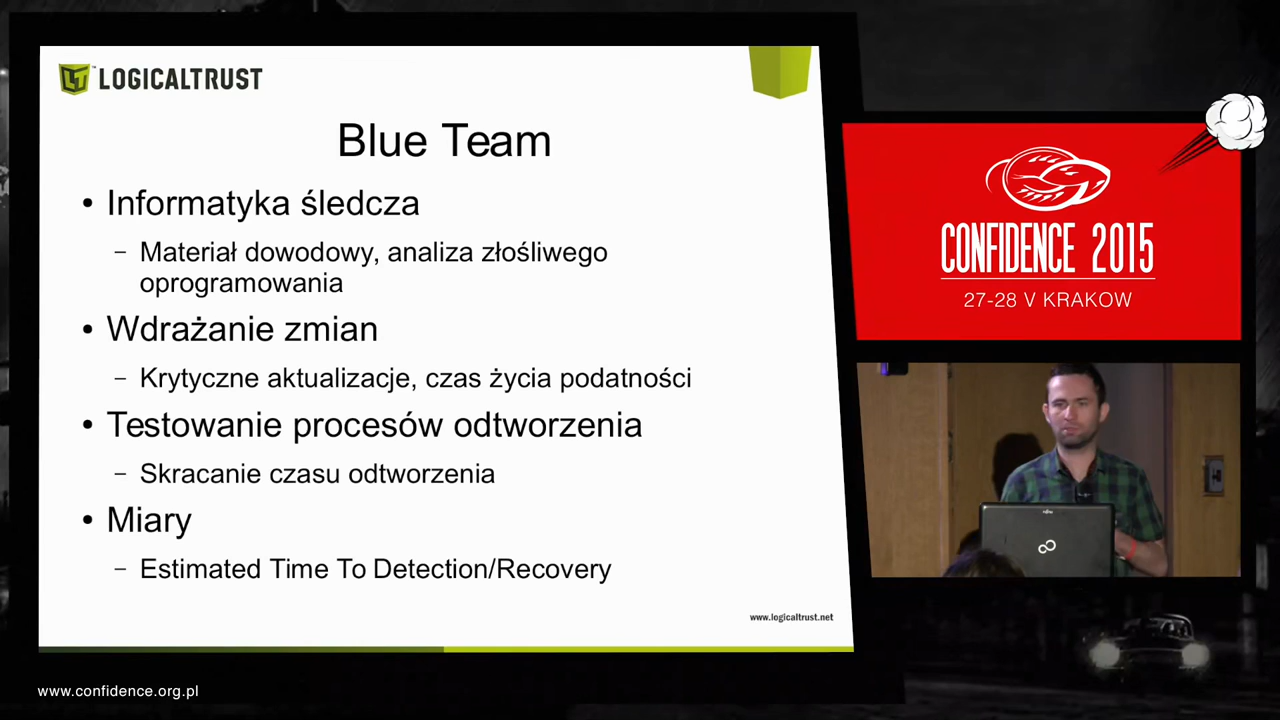 LOGICALTRUST
Blue Team
• Informatyka śledcza
– Materiał dowodowy, analiza złośliwego
oprogramowania
• Wdrażanie zmian
– Krytyczne aktualizacje, czas życia podatności
• Testowanie procesów odtworzenia
– Skracanie czasu odtworzenia
• Miary
– Estimated Time To Detection/Recovery
www.logicaltrust.net
CONFIDENCE 2015
27-28 V KRAKOW
www.confidence.org.pl